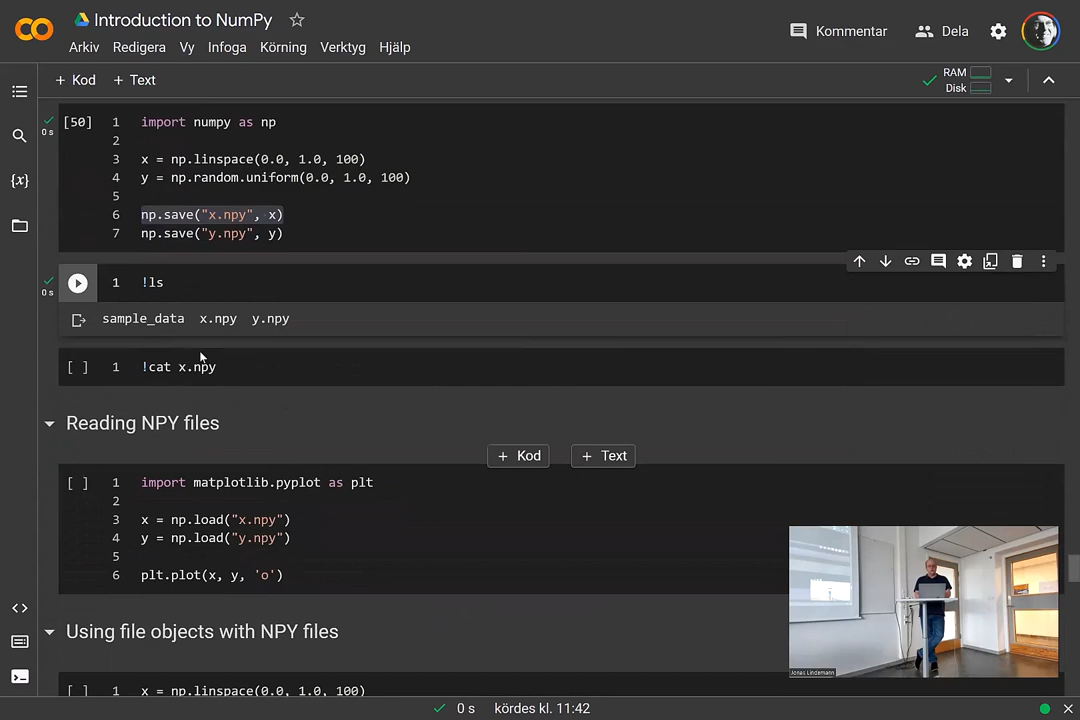 Introduction to NumPy
Arkiv Redigera Vy Infoga Körning Verktyg Hjälp
Kommentar Dela
+ Kod + Text
RAM
Disk
[50] 1 import numpy as np
0 s
2
3 x = np.linspace(0.0, 1.0, 100)
4 y = np.random.uniform(0.0, 1.0, 100)
5
6 np.save("x.npy", x)
7 np.save("y.npy", y)
1 !ls
0 s
sample_data x.npy y.npy
[ ] 1 !cat x.npy
Reading NPY files
+ Kod + Text
[ ] 1 import matplotlib.pyplot as plt
2
3 x = np.load("x.npy")
4 y = np.load("y.npy")
5
6 plt.plot(x, y, 'o')
Using file objects with NPY files
Jonas Lindemann
[ ] 1 x = np.linspace(0.0, 1.0, 100)
0 s kördes kl. 11:42